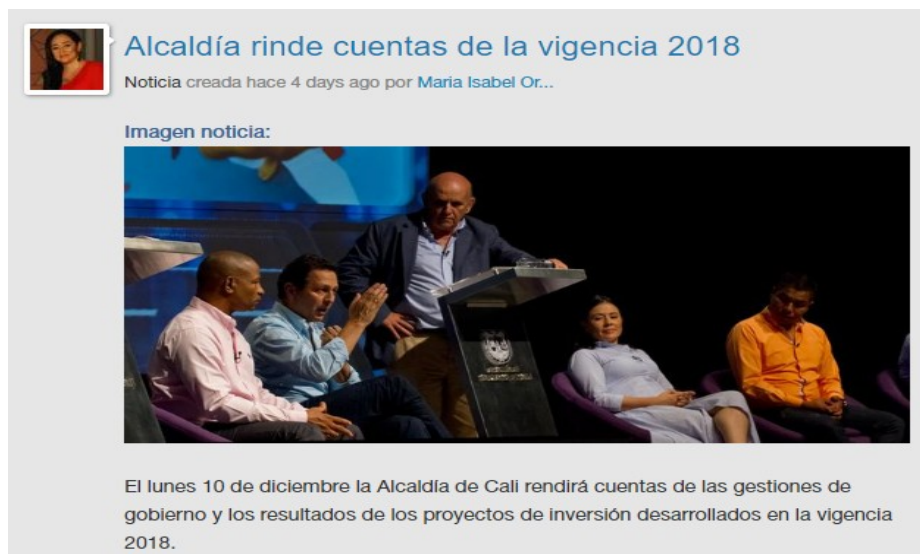 Alcaldía rinde cuentas de la vigencia 2018
Noticia creada hace 4 days ago por Maria Isabel Or...
Imagen noticia:
El lunes 10 de diciembre la Alcaldía de Cali rendirá cuentas de las gestiones de
gobierno y los resultados de los proyectos de inversión desarrollados en la vigencia
2018.